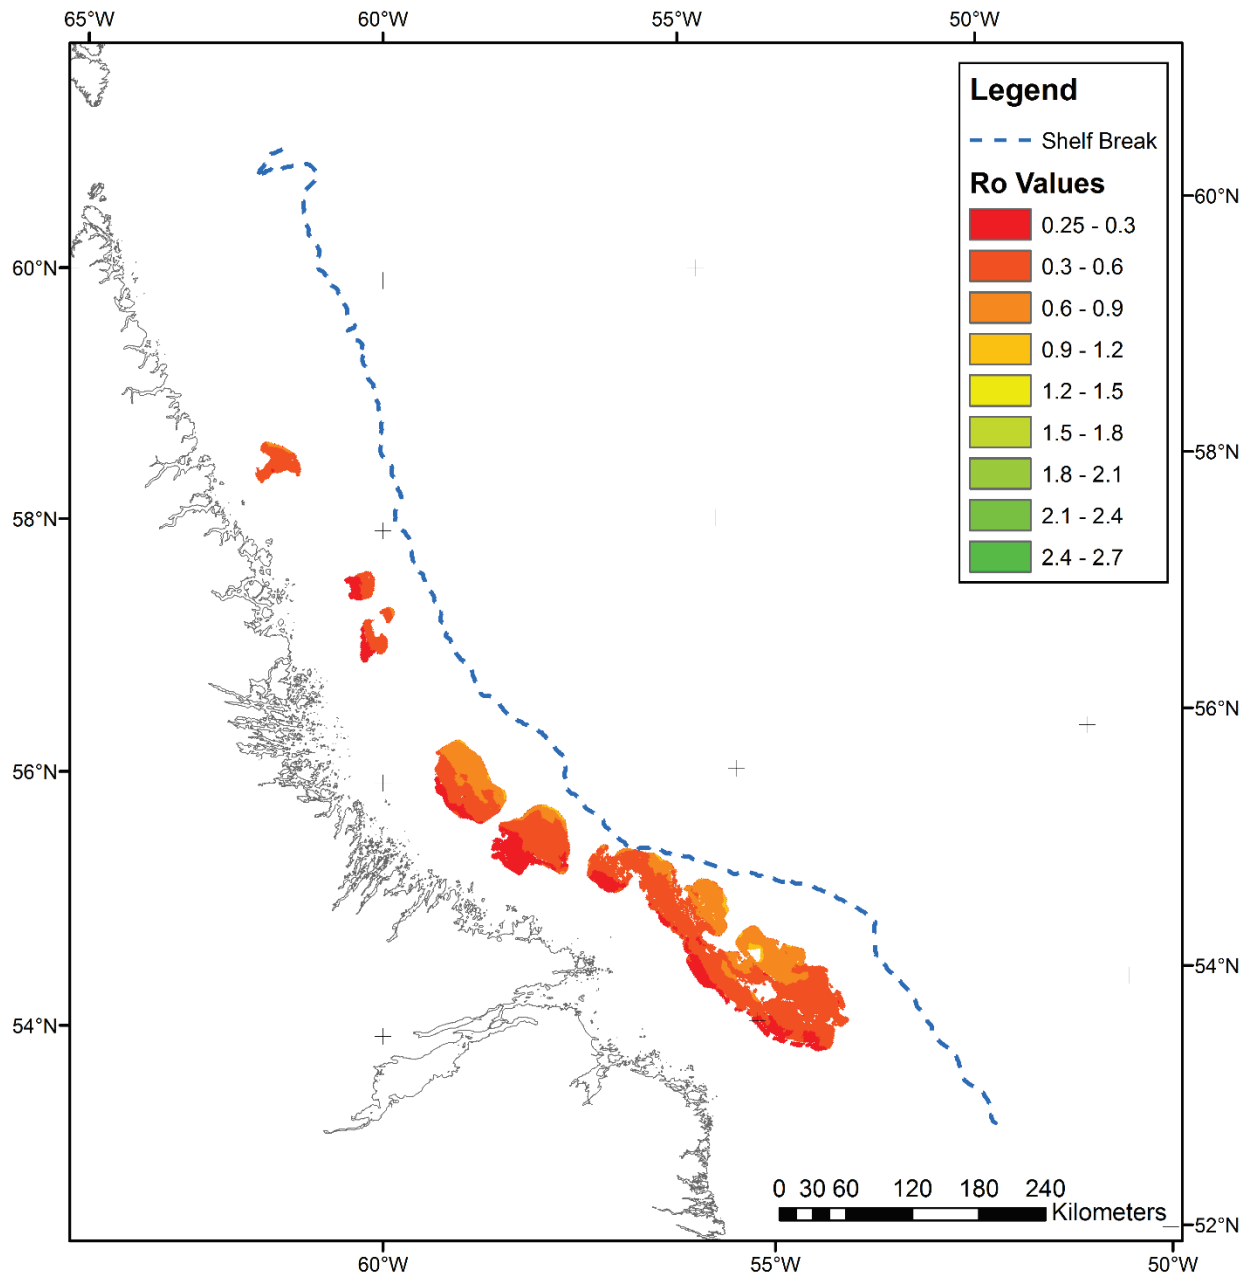 65°W 60°W 55°W 50°W
Legend
Shelf Break
Ro Values
0.25 - 0.3
0.3 - 0.6
0.6 - 0.9
0.9 - 1.2
1.2 - 1.5
1.5 - 1.8
1.8 - 2.1
2.1 - 2.4
2.4 - 2.7
60°N
60°N
58°N
58°N
56°N
56°N
54°N
54°N
0 30 60 120 180 240
Kilometers
52°N
60°W 55°W 50°W